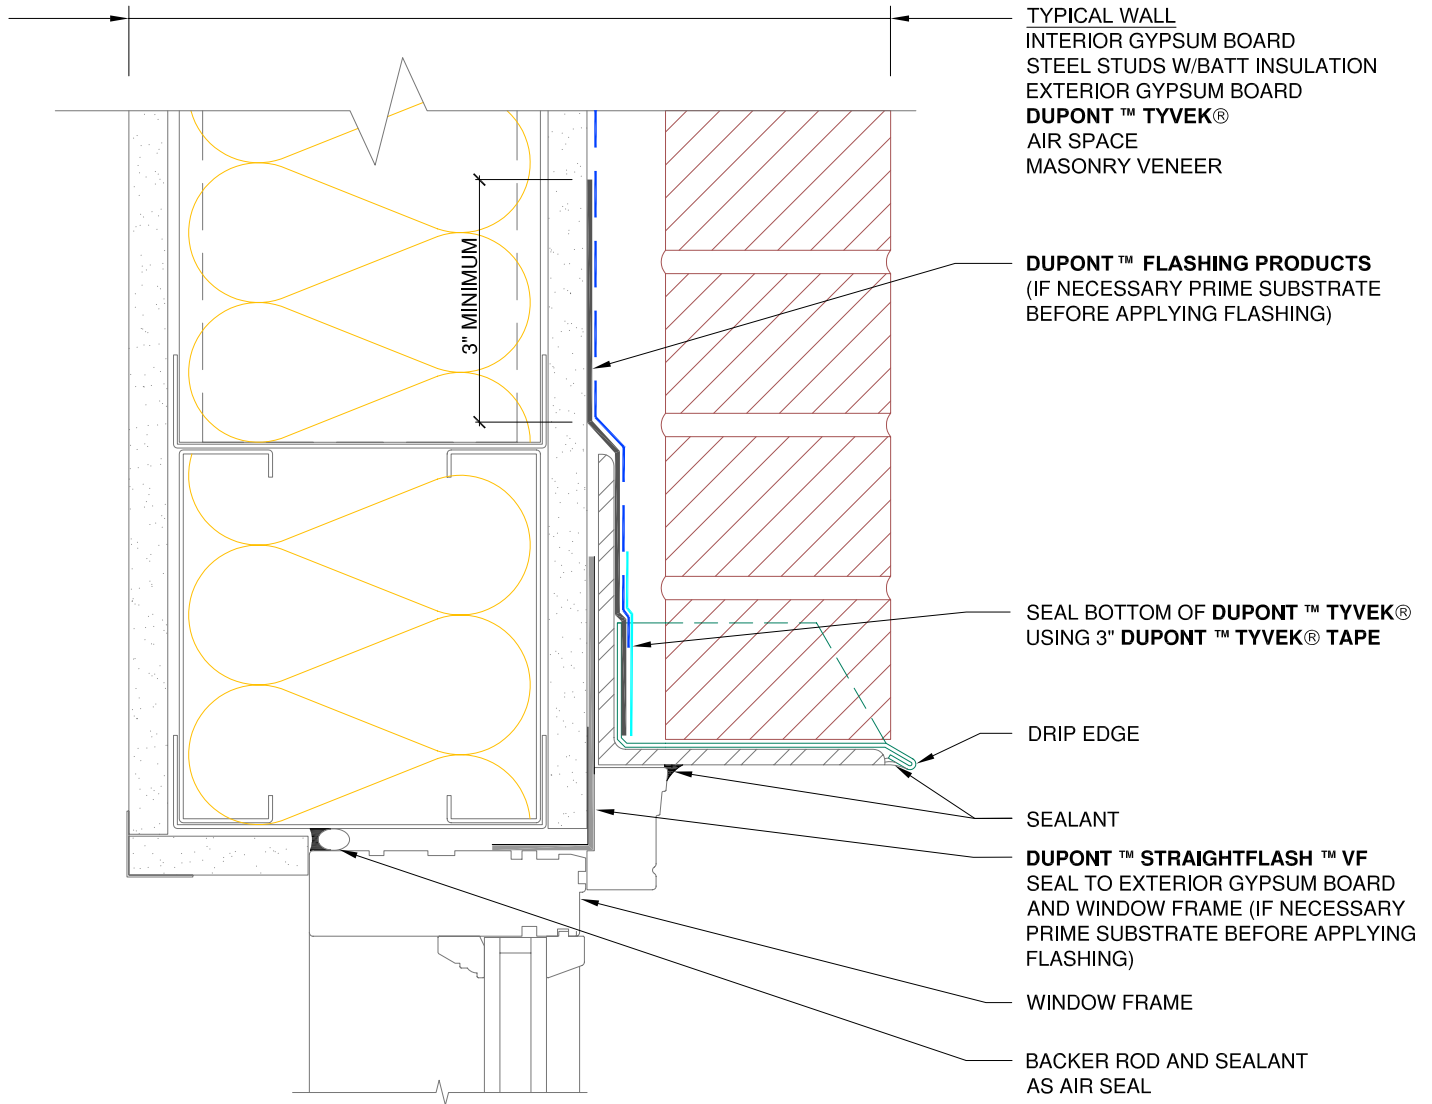 TYPICAL WALL
INTERIOR GYPSUM BOARD
STEEL STUDS W/BATT INSULATION
EXTERIOR GYPSUM BOARD
DUPONT ™ TYVEK®
AIR SPACE
MASONRY VENEER
3" MINIMUM
DUPONT ™ FLASHING PRODUCTS
(IF NECESSARY PRIME SUBSTRATE
BEFORE APPLYING FLASHING)
SEAL BOTTOM OF DUPONT ™ TYVEK®
USING 3" DUPONT ™ TYVEK® TAPE
DRIP EDGE
SEALANT
DUPONT ™ STRAIGHTFLASH ™ VF
SEAL TO EXTERIOR GYPSUM BOARD
AND WINDOW FRAME (IF NECESSARY
PRIME SUBSTRATE BEFORE APPLYING
FLASHING)
WINDOW FRAME
BACKER ROD AND SEALANT
AS AIR SEAL